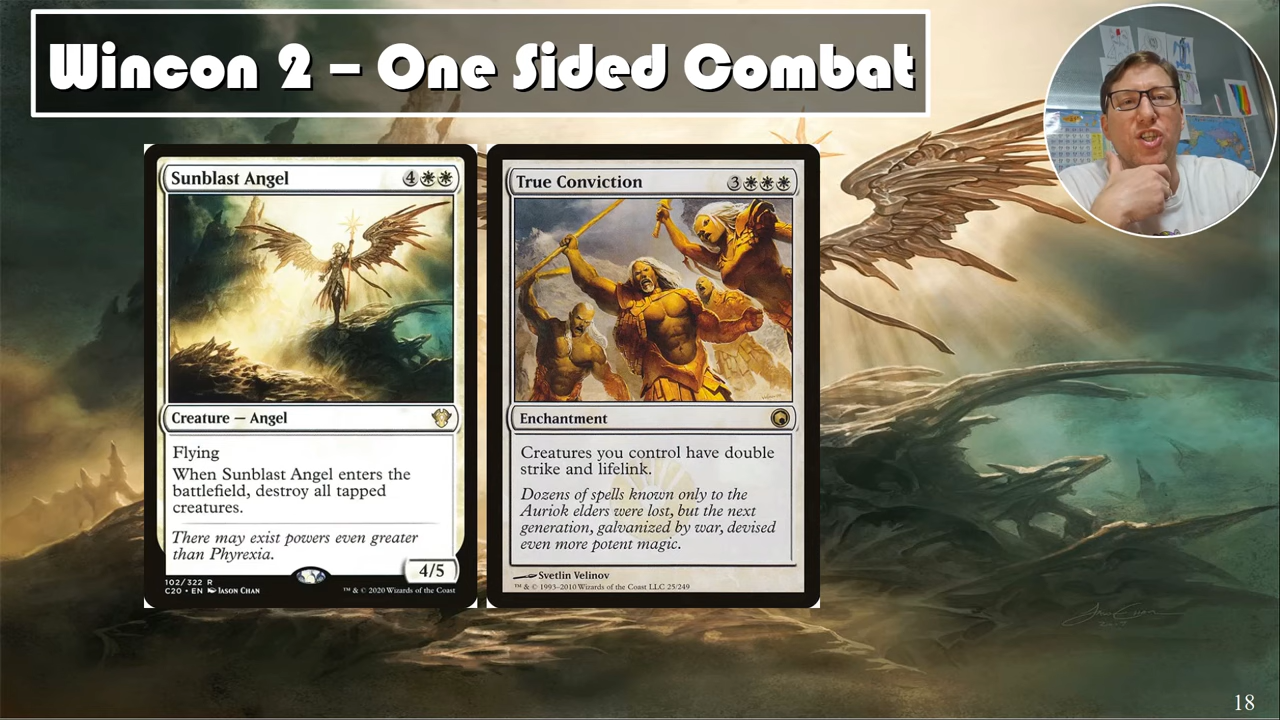 Wincon 2 – One Sided Combat
Sunblast Angel 4
Creature — Angel
Flying
When Sunblast Angel enters the
battlefield, destroy all tapped
creatures.
There may exist powers even greater
than Phyrexia.
4/5
102/322 R
C20 • EN JASON CHAN
™ & © 2020 Wizards of the Coast
True Conviction 3
Enchantment
Creatures you control have double
strike and lifelink.
Dozens of spells known only to the
Auriok elders were lost, but the next
generation, galvanized by war, devised
even more potent magic.
Svetlin Velinov
™ & © 1993–2010 Wizards of the Coast LLC 25/249
18